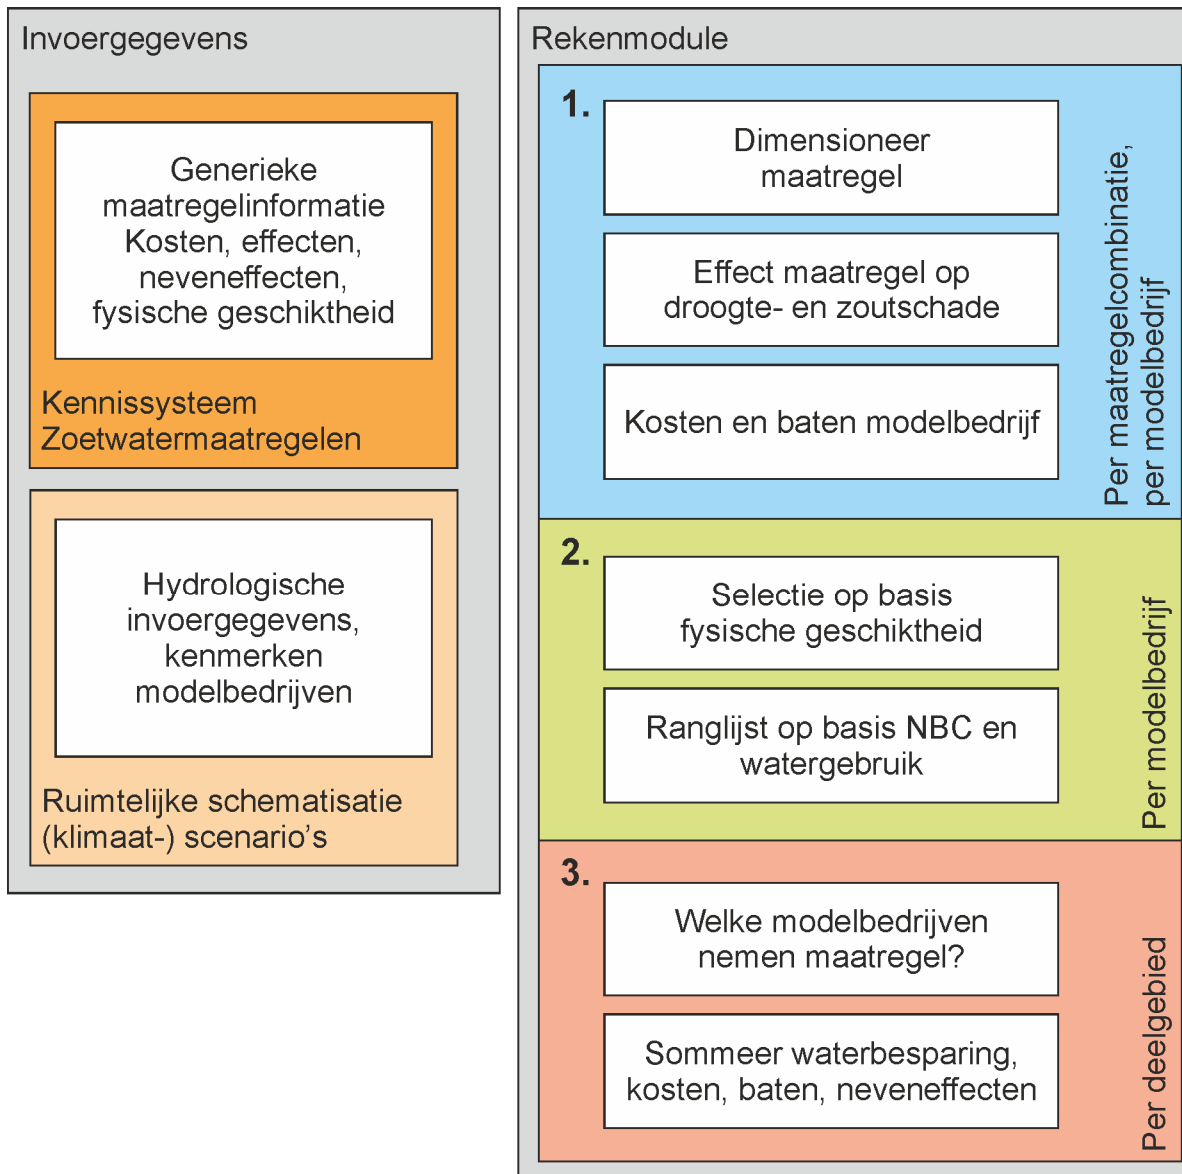 Invoergegevens
Generieke
maatregelinformatie
Kosten, effecten,
neveneffecten,
fysische geschiktheid
Kennissysteem
Zoetwatermaatregelen
Hydrologische
invoergegevens,
kenmerken
modelbedrijven
Ruimtelijke schematisatie
(klimaat-) scenario's
Rekenmodule
1.
Dimensioneer
maatregel
Effect maatregel op
droogte- en zoutschade
Kosten en baten modelbedrijf
Per maatregelcombinatie,
per modelbedrijf
2.
Selectie op basis
fysische geschiktheid
Ranglijst op basis NBC en
watergebruik
Per modelbedrijf
3.
Welke modelbedrijven
nemen maatregel?
Sommeer waterbesparing,
kosten, baten, neveneffecten
Per deelgebied